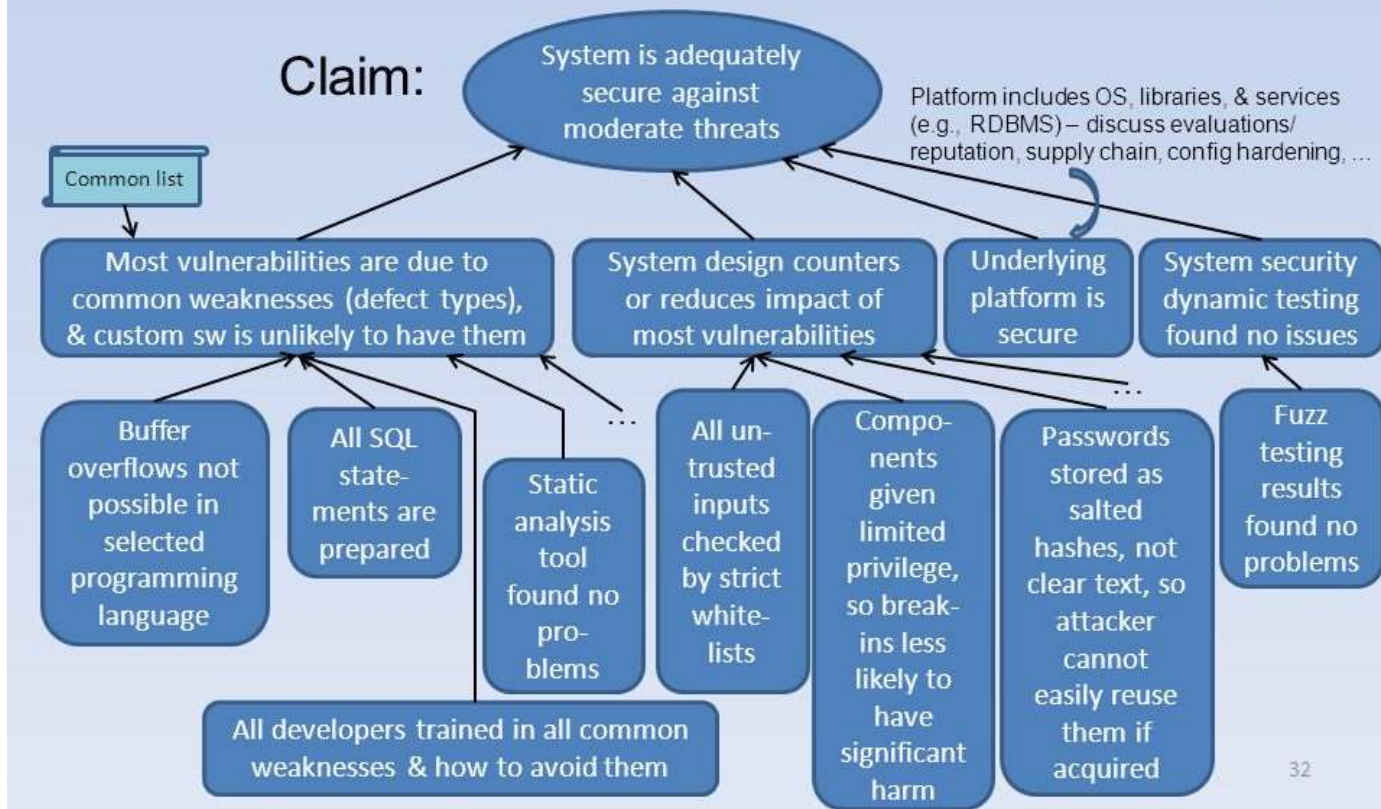 Claim:
System is adequately
secure against
moderate threats
Platform includes OS, libraries, & services
(e.g., RDBMS) – discuss evaluations/
reputation, supply chain, config hardening, …
Common list
Most vulnerabilities are due to
common weaknesses (defect types),
& custom sw is unlikely to have them
System design counters
or reduces impact of
most vulnerabilities
Underlying
platform is
secure
System security
dynamic testing
found no issues
Buffer
overflows not
possible in
selected
programming
language
All SQL
state-
ments are
prepared
Static
analysis
tool
found no
pro-
blems
…
All un-
trusted
inputs
checked
by strict
white-
lists
Compo-
nents
given
limited
privilege,
so break-
ins less
likely to
have
significant
harm
…
Passwords
stored as
salted
hashes, not
clear text, so
attacker
cannot
easily reuse
them if
acquired
Fuzz
testing
results
found no
problems
All developers trained in all common
weaknesses & how to avoid them
32